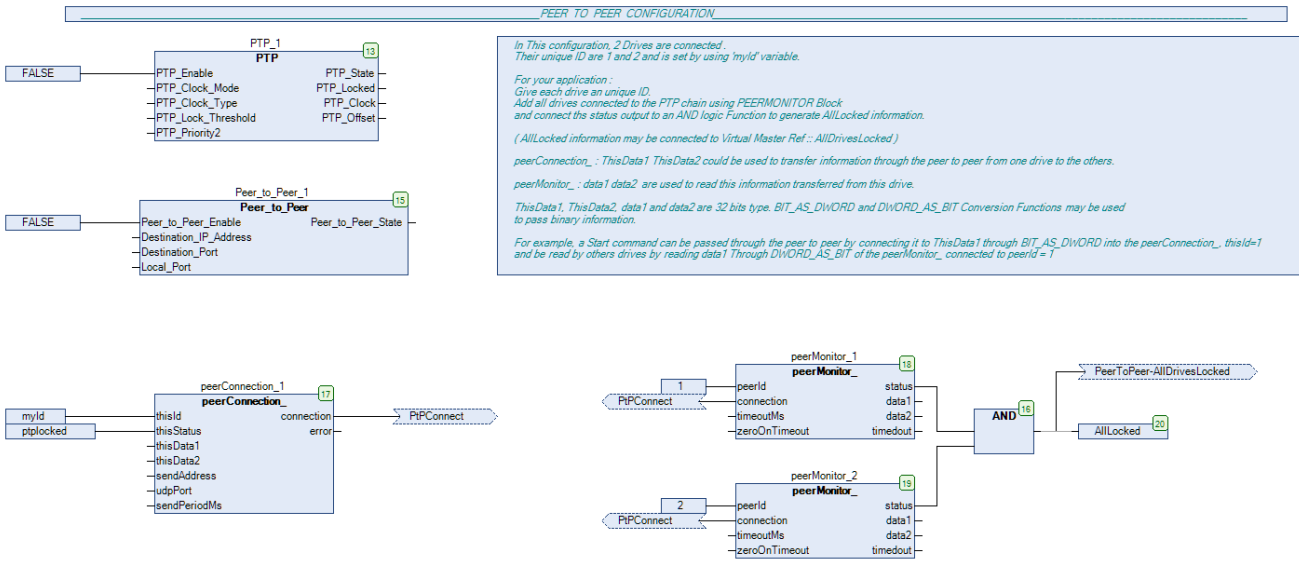 PEER TO PEER CONFIGURATION
PTP_1
13
PTP
FALSE
PTP_Enable PTP_State
PTP_Clock_Mode PTP_Locked
PTP_Clock_Type PTP_Clock
PTP_Lock_Threshold PTP_Offset
PTP_Priority2
In This configuration, 2 Drives are connected .
Their unique ID are 1 and 2 and is set by using 'myId' variable.
For your application :
Give each drive an unique ID.
Add all drives connected to the PTP chain using PEERMONITOR Block
and connect ths status output to an AND logic Function to generate AllLocked information.
( AllLocked information may be connected to Virtual Master Ref :: AllDrivesLocked )
peerConnection_ : ThisData1 ThisData2 could be used to transfer information through the peer to peer from one drive to the others.
peerMonitor_ : data1 data2 are used to read this information transferred from this drive.
ThisData1, ThisData2, data1 and data2 are 32 bits type. BIT_AS_DWORD and DWORD_AS_BIT Conversion Functions may be used
to pass binary information.
For example, a Start command can be passed through the peer to peer by connecting it to ThisData1 through BIT_AS_DWORD into the peerConnection_, thisId=1
and be read by others drives by reading data1 Through DWORD_AS_BIT of the peerMonitor_ connected to peerId = 1
Peer_to_Peer_1
15
Peer_to_Peer
FALSE
Peer_to_Peer_Enable Peer_to_Peer_State
Destination_IP_Address
Destination_Port
Local_Port
peerConnection_1
17
peerConnection_
myId
ptplocked
thisId connection
thisStatus error
thisData1
thisData2
sendAddress
udpPort
sendPeriodMs
PtPConnect
peerMonitor_1
18
peerMonitor_
1
PtPConnect
peerId status
connection data1
timeoutMs data2
zeroOnTimeout timedout
peerMonitor_2
19
peerMonitor_
2
PtPConnect
peerId status
connection data1
timeoutMs data2
zeroOnTimeout timedout
16
AND
PeerToPeer-AllDrivesLocked
20
AllLocked